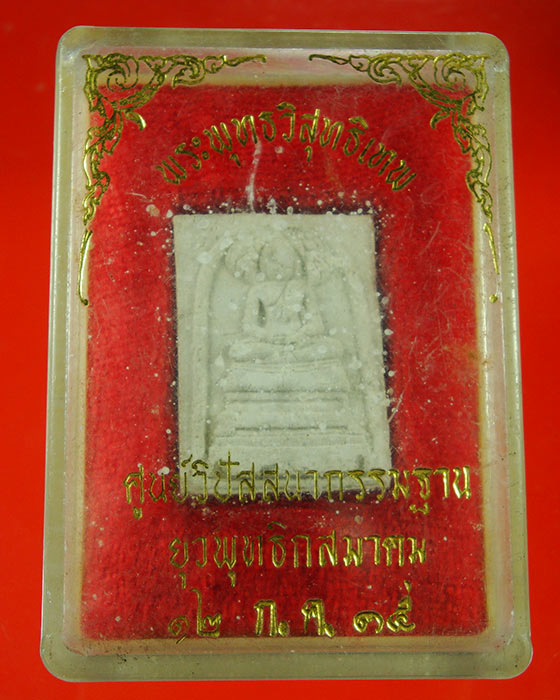 พระพุทธวิสุทธิเทพ
ศูนย์วิปัสสนากรรมฐาน
ยุวพุทธิกสมาคม
๑๒ ก.ค. ๓๕